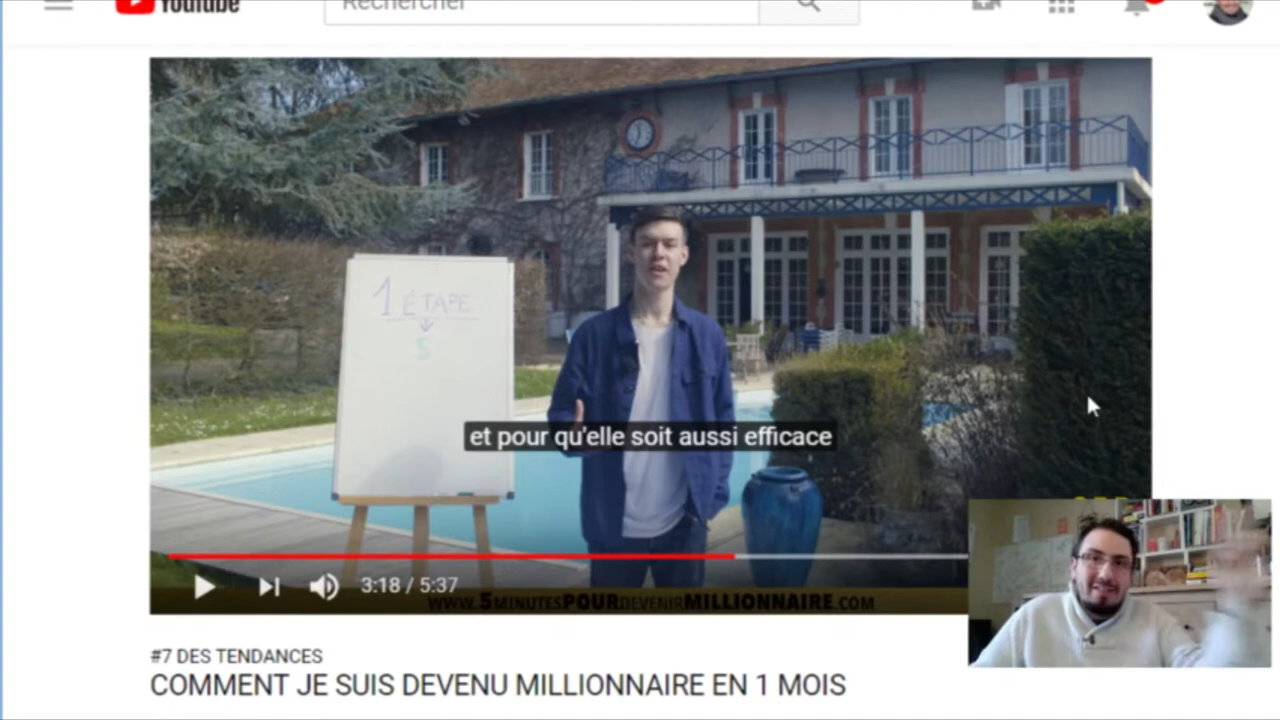 YouTube
Rechercher
1 ÉTAPE
$
et pour qu'elle soit aussi efficace
3:18 / 5:37
WWW.5MINUTESPOURDEVENIRMILLIONNAIRE.COM
#7 DES TENDANCES
COMMENT JE SUIS DEVENU MILLIONNAIRE EN 1 MOIS